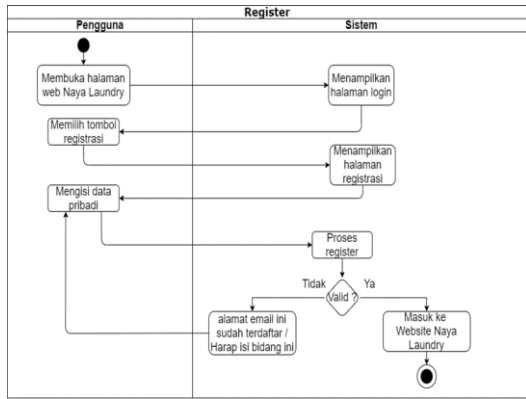 Register
Pengguna
Sistem
Membuka halaman
web Naya Laundry
Menampilkan
halaman login
Memilih tombol
registrasi
Menampilkan
halaman
registrasi
Mengisi data
pribadi
Proses
register
Tidak
Valid ?
Ya
alamat email ini
sudah terdaftar /
Harap isi bidang ini
Masuk ke
Website Naya
Laundry